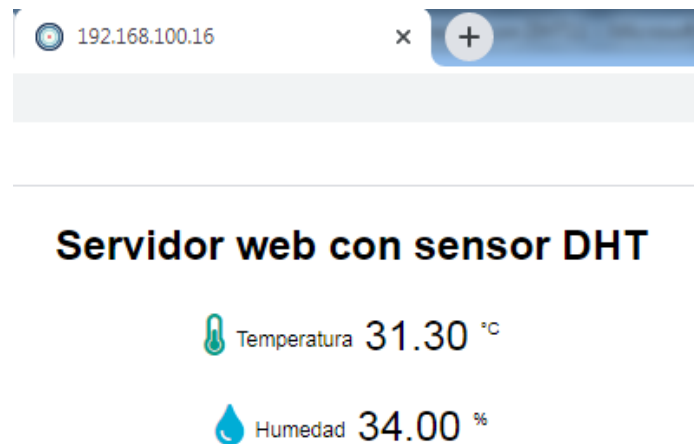 192.168.100.16
Servidor web con sensor DHT
Temperatura 31.30 °C
Humedad 34.00 %